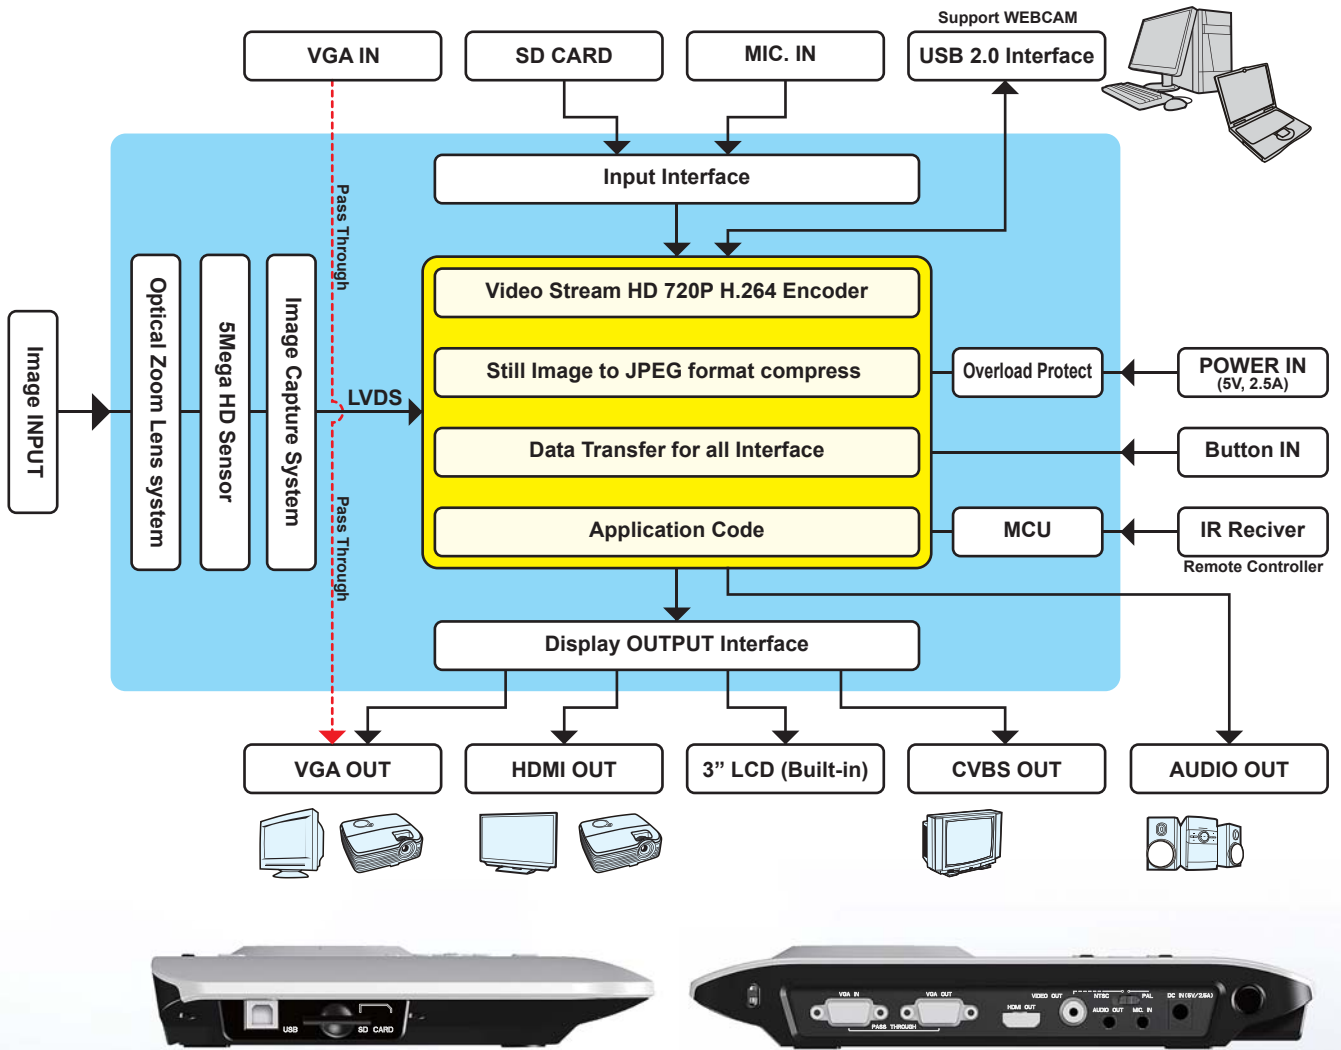 Support WEBCAM
VGA IN
SD CARD
MIC. IN
USB 2.0 Interface
Input Interface
Pass Through
Image INPUT
Optical Zoom Lens system
5Mega HD Sensor
Image Capture System
LVDS
Pass Through
Video Stream HD 720P H.264 Encoder
Still Image to JPEG format compress
Data Transfer for all Interface
Application Code
Overload Protect
POWER IN
(5V, 2.5A)
Button IN
MCU
IR Reciver
Remote Controller
Display OUTPUT Interface
VGA OUT
HDMI OUT
3” LCD (Built-in)
CVBS OUT
AUDIO OUT
USB
SD CARD
VGA IN
VGA OUT
PASS THROUGH
HDMI OUT
VIDEO OUT
NTSC
PAL
AUDIO OUT
MIC. IN
DC IN(5V/2.5A)